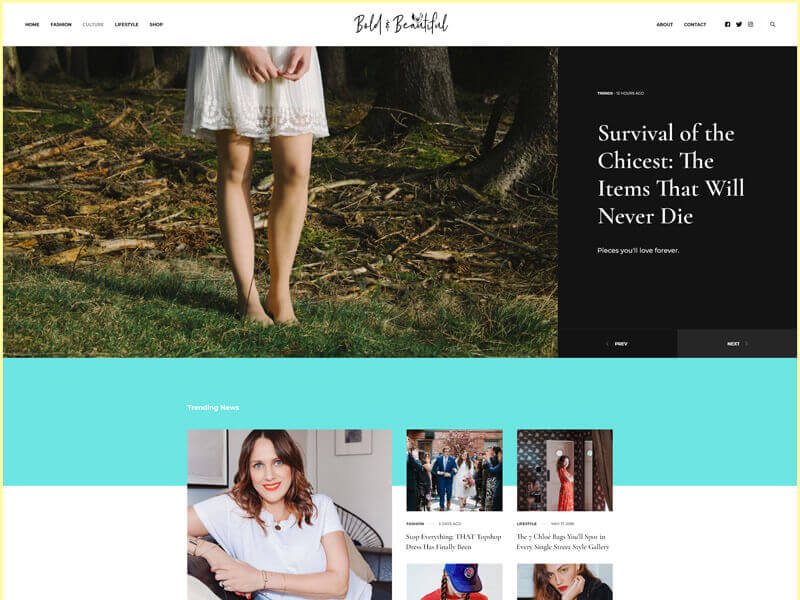 HOME FASHION CULTURE LIFESTYLE SHOP
Bold & Beautiful
ABOUT CONTACT
TRENDS - 12 HOURS AGO
Survival of the
Chicest: The
Items That Will
Never Die
Pieces you'll love forever.
PREV
NEXT
Trending News
FASHION — 2 DAYS AGO
Stop Everything: THAT Topshop
Dress Has Finally Been
LIFESTYLE — MAY 17, 2018
The 7 Chloé Bags You'll Spot in
Every Single Street Style Gallery